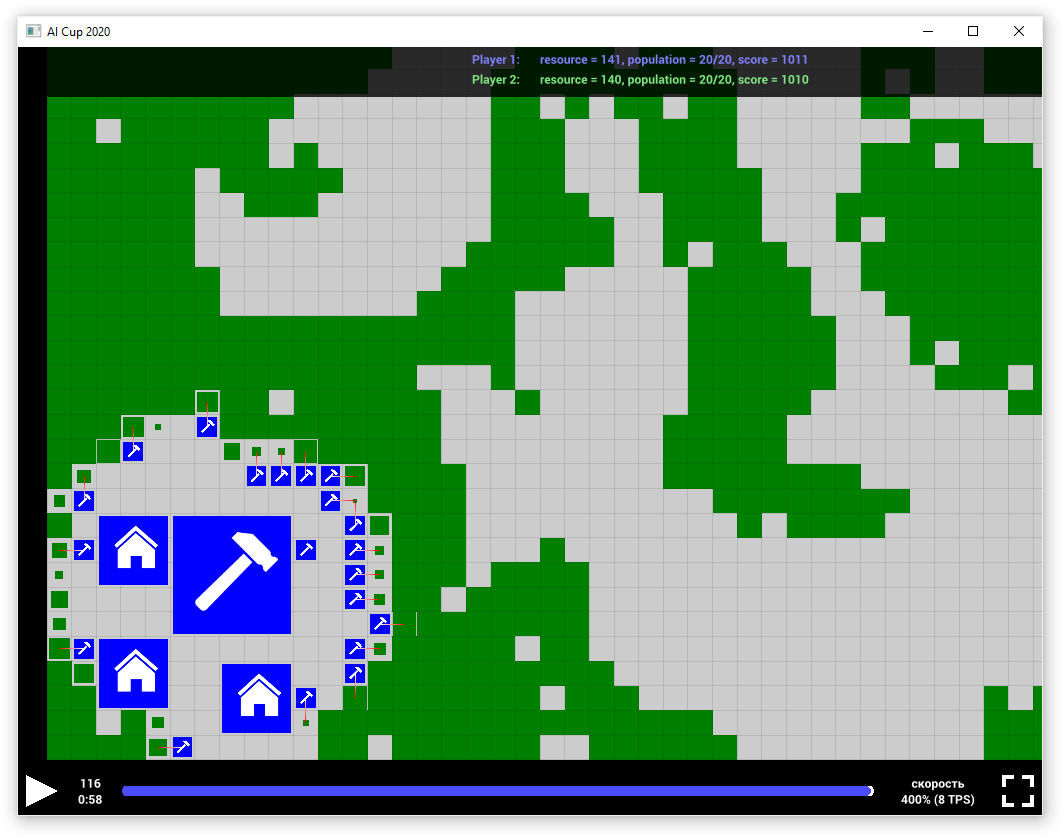 AI Cup 2020
Player 1: resource = 141, population = 20/20, score = 1011
Player 2: resource = 140, population = 20/20, score = 1010
116
0:58
скорость
400% (8 TPS)